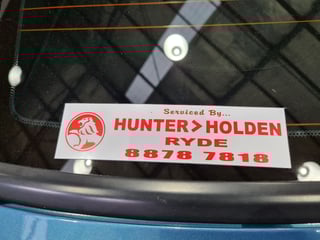 Serviced By...
HUNTER>HOLDEN
RYDE
8878 7818